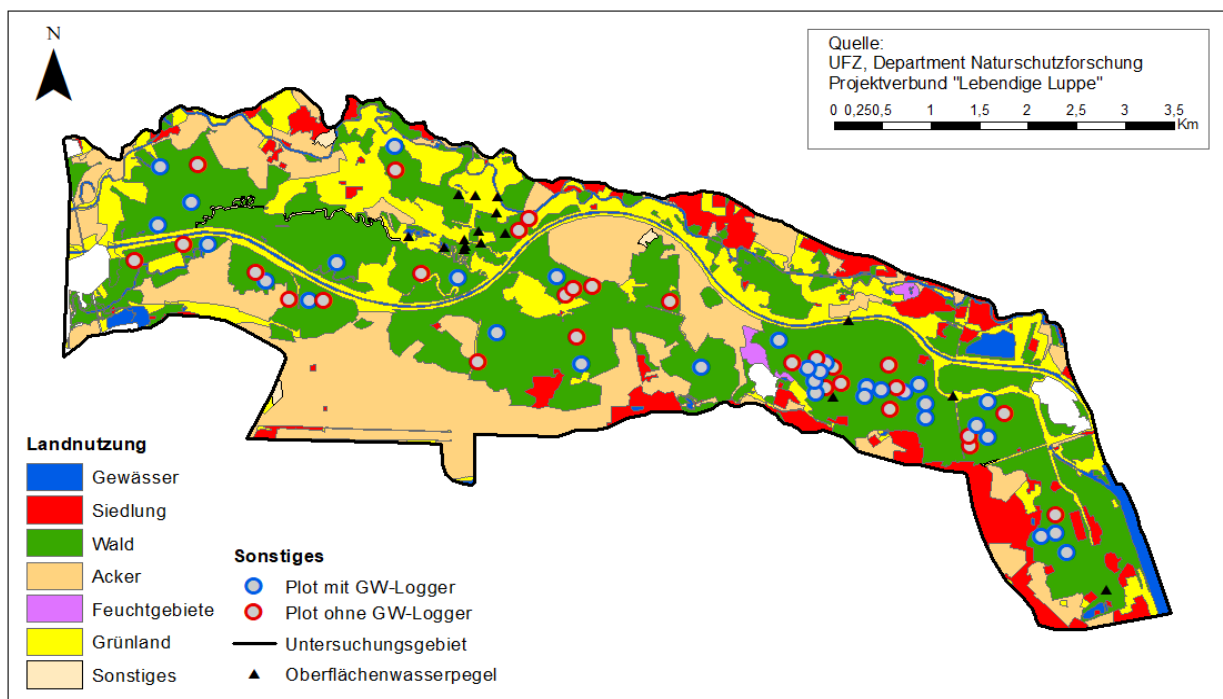 N
Quelle:
UFZ, Department Naturschutzforschung
Projektverbund "Lebendige Luppe"
0 0,250,5 1 1,5 2 2,5 3 3,5
Km
Landnutzung
Gewässer
Siedlung
Wald
Acker
Feuchtgebiete
Grünland
Sonstiges
Sonstiges
Plot mit GW-Logger
Plot ohne GW-Logger
Untersuchungsgebiet
Oberflächenwasserpegel